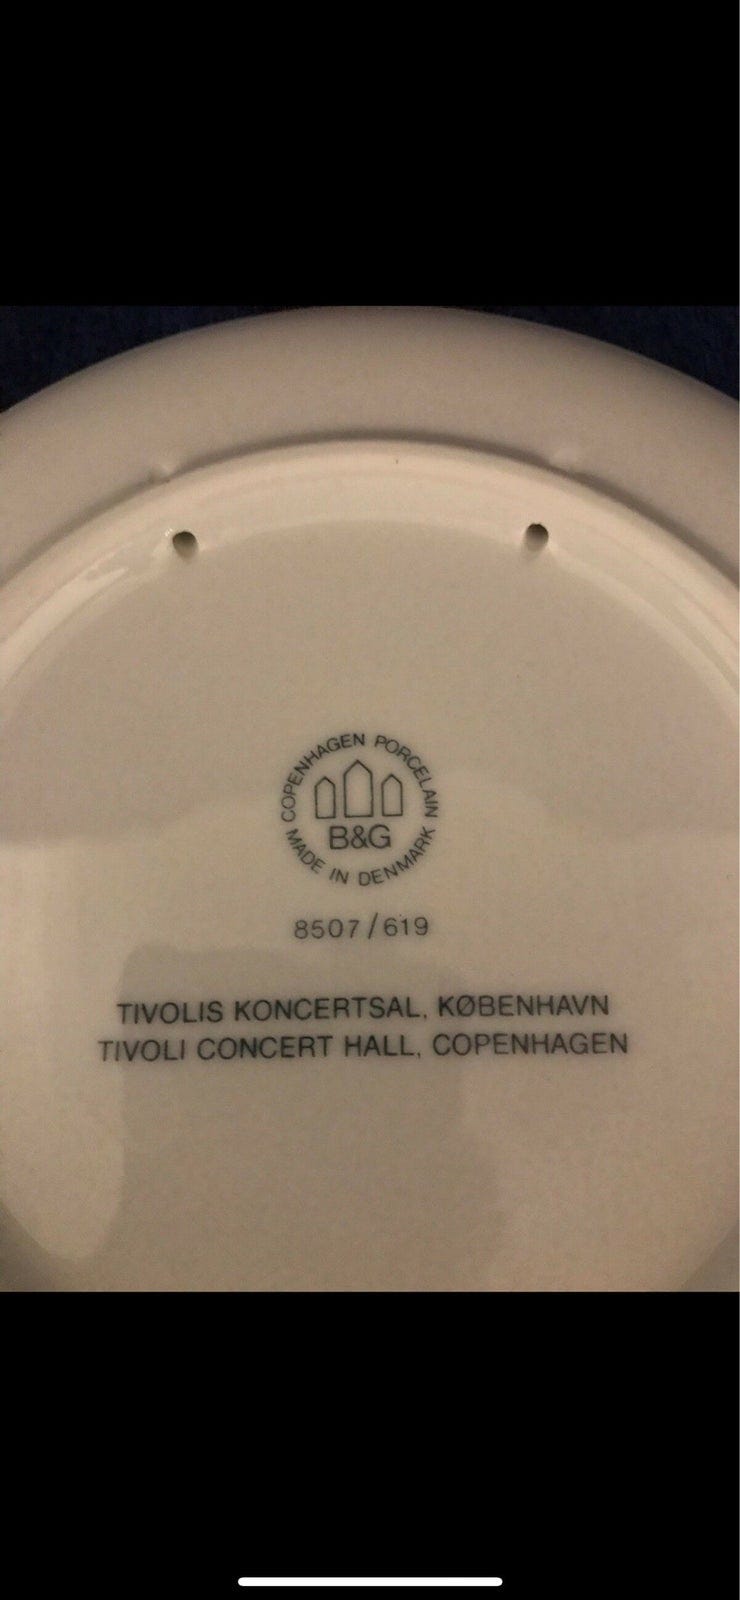 COPENHAGEN PORCELAIN
B&G
MADE IN DENMARK
8507/619
TIVOLIS KONCERTSAL, KØBENHAVN
TIVOLI CONCERT HALL, COPENHAGEN